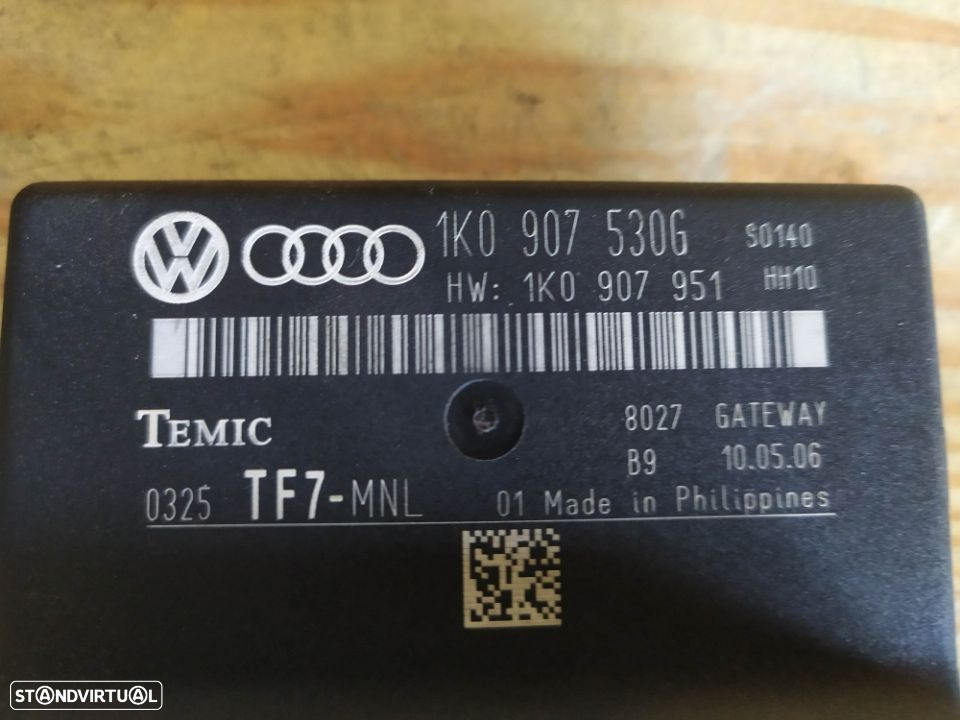 1K0 907 530G S0140
HW: 1K0 907 951 HH10
TEMIC
8027 GATEWAY
B9 10.05.06
0325 TF7-MNL 01 Made in Philippines
STANDVIRTUAL